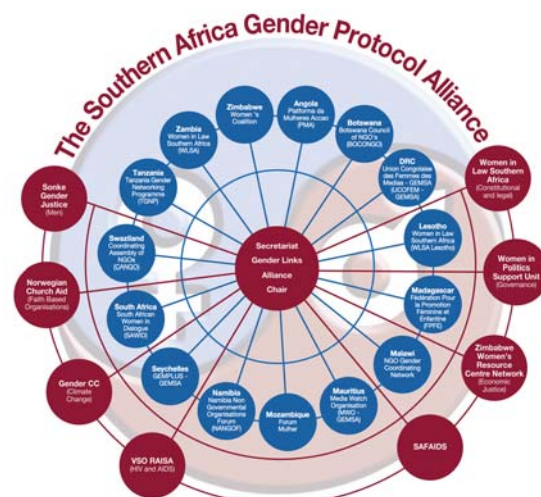 The Southern Africa Gender Protocol Alliance
Secretariat
Gender Links
Alliance
Chair
Angola
Plataforma da
Mulheres Accao
(PMA)
Botswana
Botswana Council
of NGO's
(BOCONGO)
DRC
Union Congolaise
des Femmes des
Medias - GEMSA
(UCOFEM -
GEMSA)
Lesotho
Women in Law
Southern Africa
(WLSA Lesotho)
Madagascar
Fédération Pour
la Promotion
Féminine et
Enfantine
(FPFE)
Malawi
NGO Gender
Coordinating
Network
Mauritius
Media Watch
Organisation
(MWO -
GEMSA)
Mozambique
Forum
Mulher
Namibia
Namibia Non
Governmental
Organisations
Forum
(NANGOF)
Seychelles
GEMPLUS -
GEMSA
South Africa
South African
Women in
Dialogue
(SAWID)
Swaziland
Coordinating
Assembly of
NGOs
(CANGO)
Tanzania
Tanzania Gender
Networking
Programme
(TGNP)
Zambia
Women in Law
Southern Africa
(WLSA)
Zimbabwe
Women 's
Coalition
Women in Law
Southern Africa
(Constitutional
and legal)
Women in Politics
Support Unit
(Governance)
Zimbabwe
Women's
Resource
Centre Network
(Economic
Justice)
SAFAIDS
VSO RAISA
(HIV and AIDS)
Gender CC
(Climate
Change)
Norwegian
Church Aid
(Faith Based
Organisations)
Sonke
Gender
Justice
(Men)